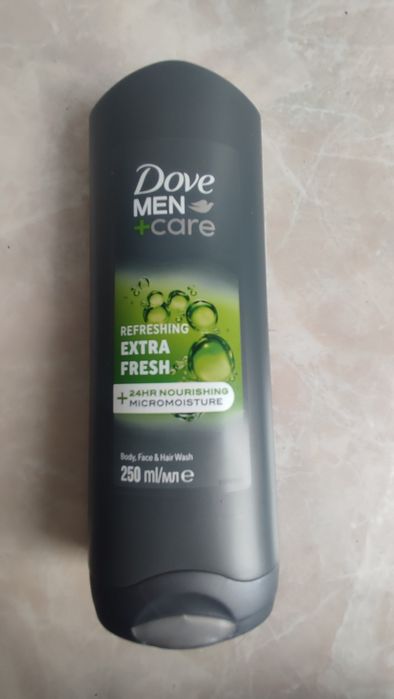 Dove
MEN
+care
REFRESHING
EXTRA
FRESH
+24HR NOURISHING
MICROMOISTURE
Body, Face & Hair Wash
250 ml/мл e